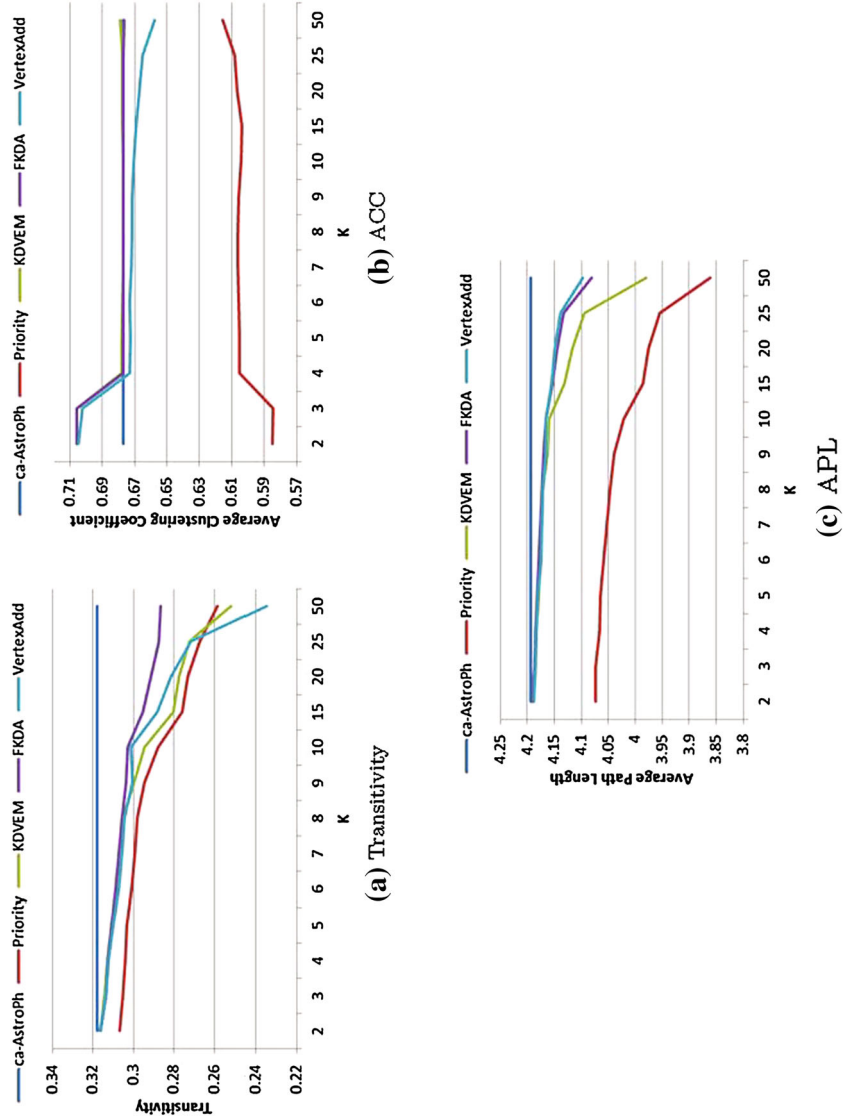 ca-AstroPh Priority KDVEM FKDA VertexAdd
0.34
0.32
0.3
0.28
0.26
0.24
0.22
Transitivity
2 3 4 5 6 7 8 9 10 15 20 25 50
K
(a) Transitivity
ca-AstroPh Priority KDVEM FKDA VertexAdd
0.71
0.69
0.67
0.65
0.63
0.61
0.59
0.57
Average Clustering Coefficient
2 3 4 5 6 7 8 9 10 15 20 25 50
K
(b) ACC
ca-AstroPh Priority KDVEM FKDA VertexAdd
4.25
4.2
4.15
4.1
4.05
4
3.95
3.9
3.85
3.8
Average Path Length
2 3 4 5 6 7 8 9 10 15 20 25 50
K
(c) APL